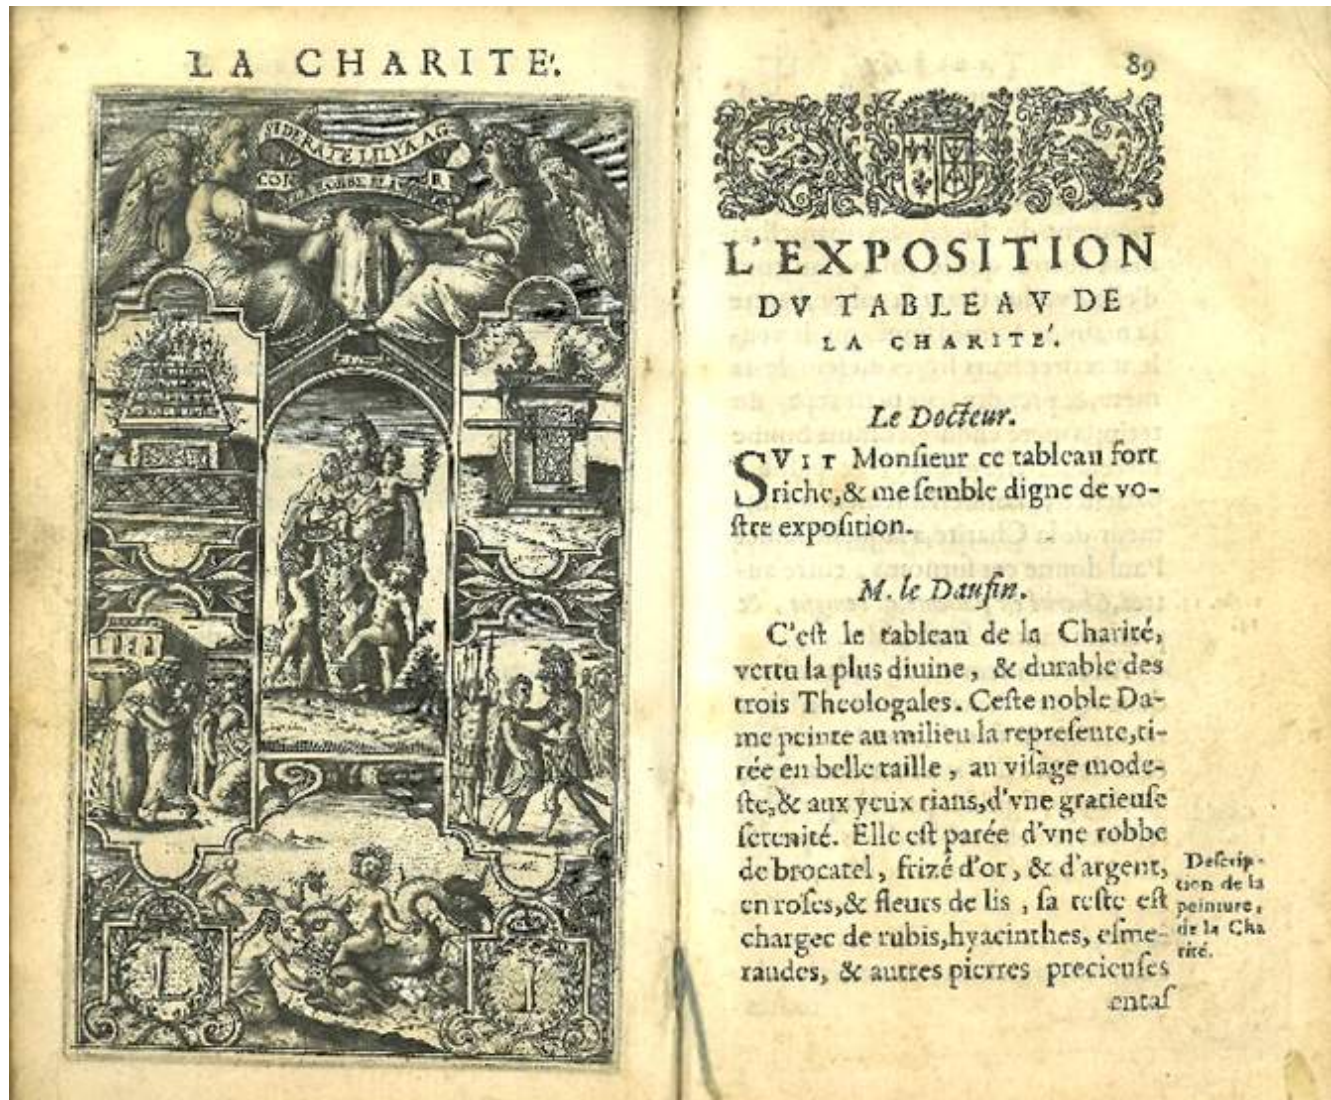 LA CHARITE'.
SIDERATE LILYA AG.
89
L'EXPOSITION
DV TABLEAV DE
LA CHARITE'.
Le Docteur.
SVIT Monſieur ce tableau fort
riche,& me ſemble digne de vo-
ſtre expoſition.
M. le Daufin.
C'eſt le tableau de la Charité,
vertu la plus diuine, & durable des
trois Theologales. Ceſte noble Da-
me peinte au milieu la repreſente,ti-
rée en belle taille, au viſage mode-
ſte,& aux yeux rians,d'vne gratieuſe
ſerenité. Elle eſt parée d'vne robbe
de brocatel, frizé d'or, & d'argent,
en roſes,& fleurs de lis, ſa teſte eſt
chargee de rubis,hyacinthes, eſme-
raudes, & autres pierres precieuſes
entaſ
Deſcrip-
tion de la
peinture,
de la Cha
rité.
L
I